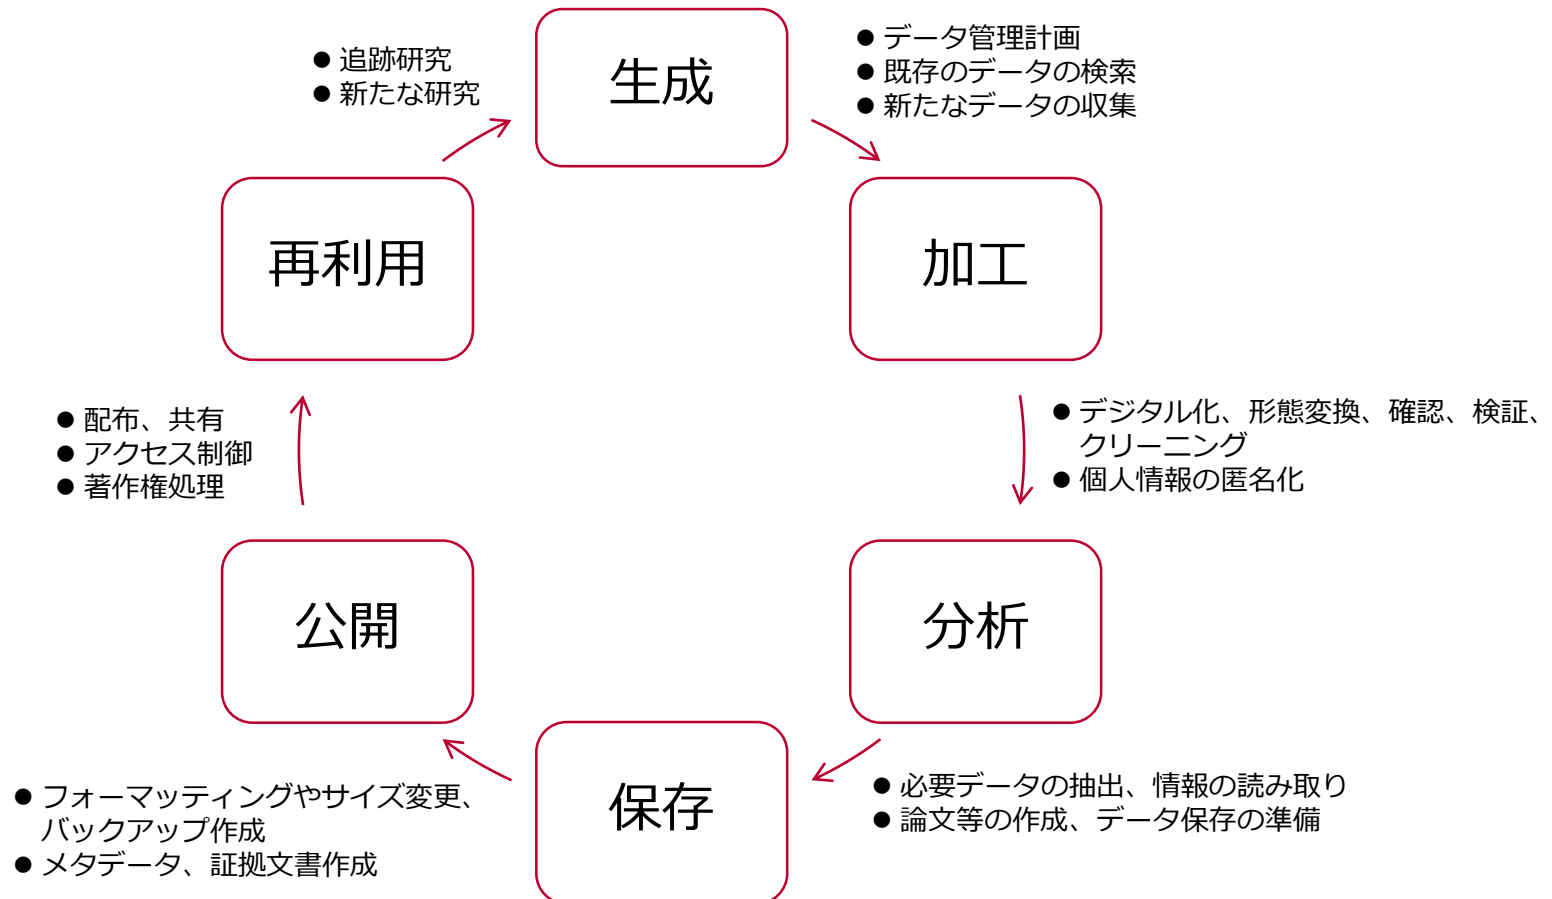 生成
● データ管理計画
● 既存のデータの検索
● 新たなデータの収集
加工
● デジタル化、形態変換、確認、検証、
クリーニング
● 個人情報の匿名化
分析
● 必要データの抽出、情報の読み取り
● 論文等の作成、データ保存の準備
保存
● フォーマッティングやサイズ変更、
バックアップ作成
● メタデータ、証拠文書作成
公開
● 配布、共有
● アクセス制御
● 著作権処理
再利用
● 追跡研究
● 新たな研究